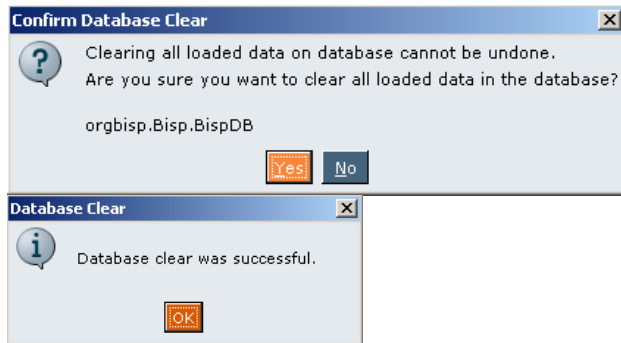 Confirm Database Clear
Clearing all loaded data on database cannot be undone.
Are you sure you want to clear all loaded data in the database?
orgbisp.Bisp.BispDB
Yes No
Database Clear
Database clear was successful.
OK